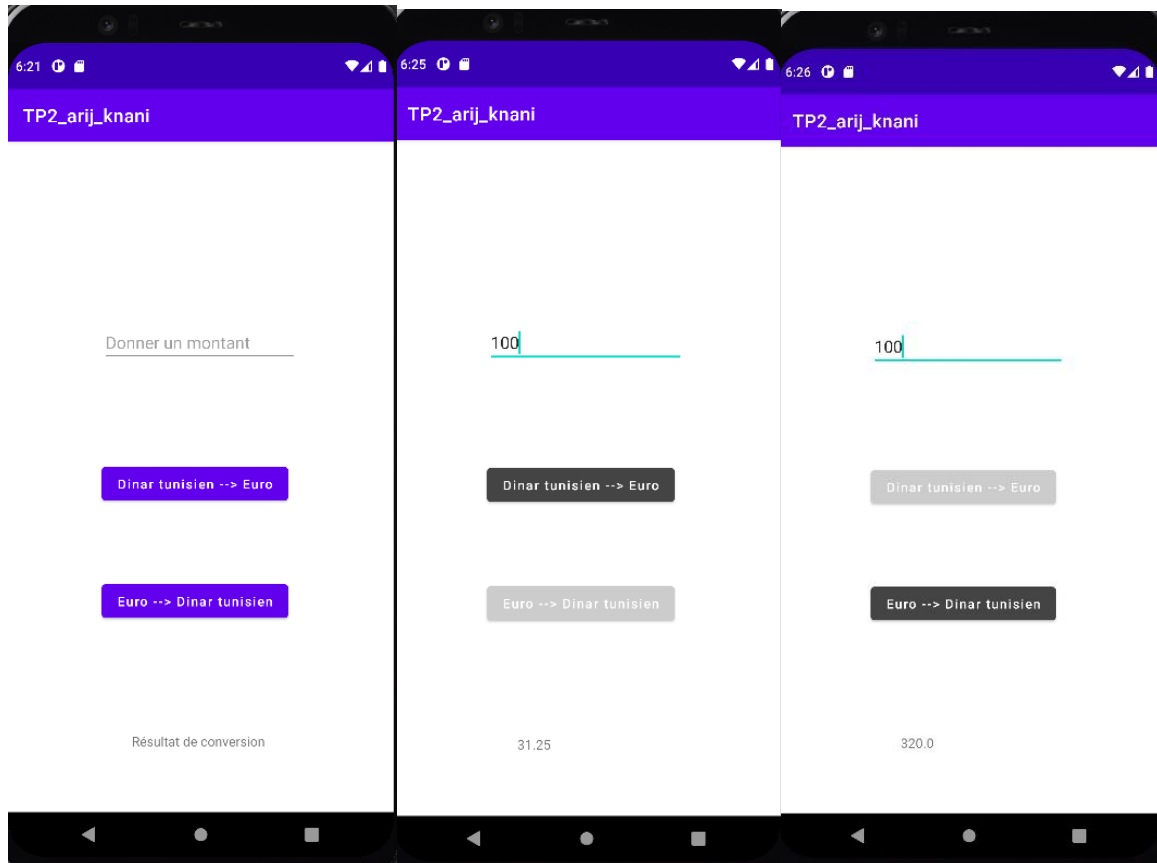 6:21
TP2_arij_knani
Donner un montant
Dinar tunisien --> Euro
Euro --> Dinar tunisien
Résultat de conversion
6:25
TP2_arij_knani
100
Dinar tunisien --> Euro
Euro --> Dinar tunisien
31.25
6:26
TP2_arij_knani
100
Dinar tunisien --> Euro
Euro --> Dinar tunisien
320.0